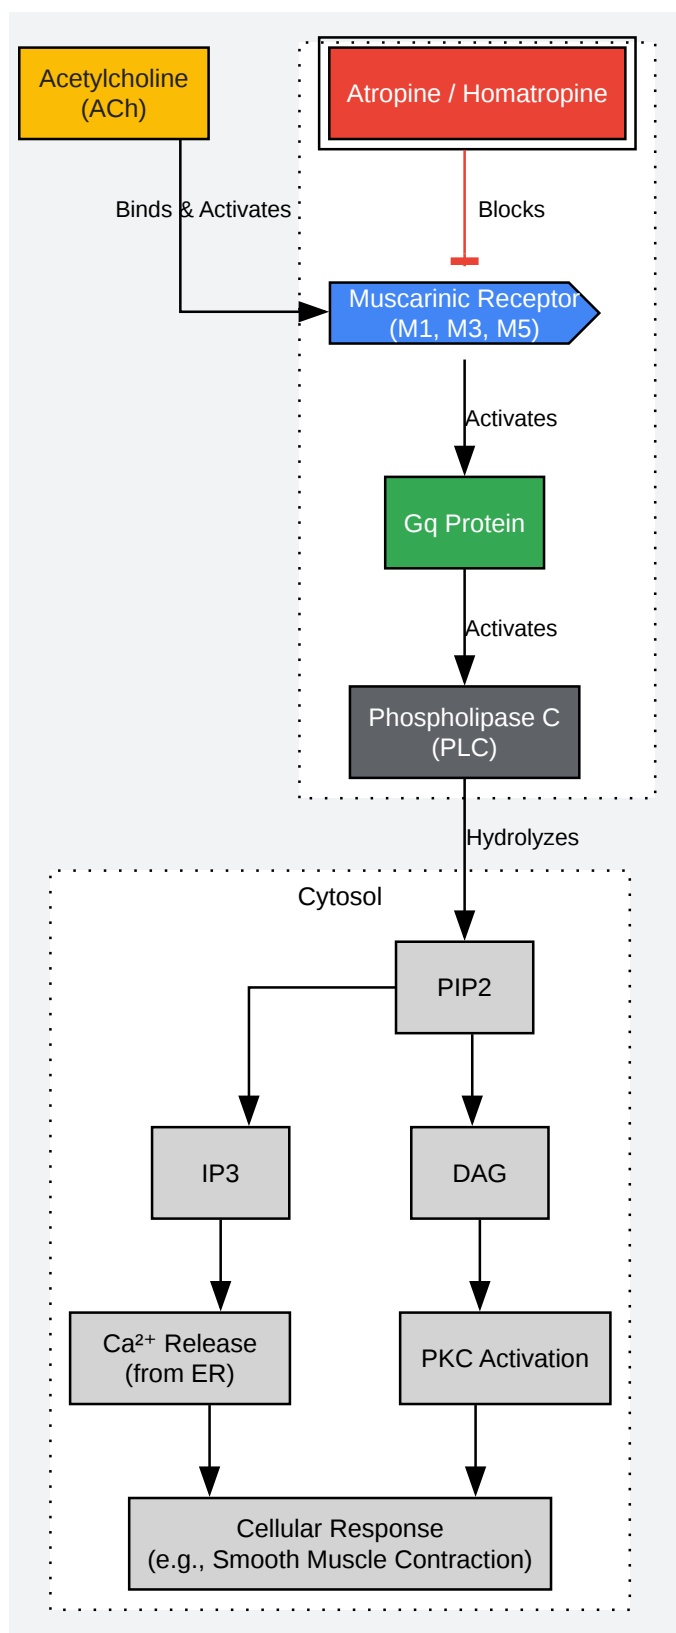 Acetylcholine
(ACh)
Atropine / Homatropine
Binds & Activates
Blocks
Muscarinic Receptor
(M1, M3, M5)
Activates
Gq Protein
Activates
Phospholipase C
(PLC)
Hydrolyzes
Cytosol
PIP2
IP3
DAG
Ca²⁺ Release
(from ER)
PKC Activation
Cellular Response
(e.g., Smooth Muscle Contraction)